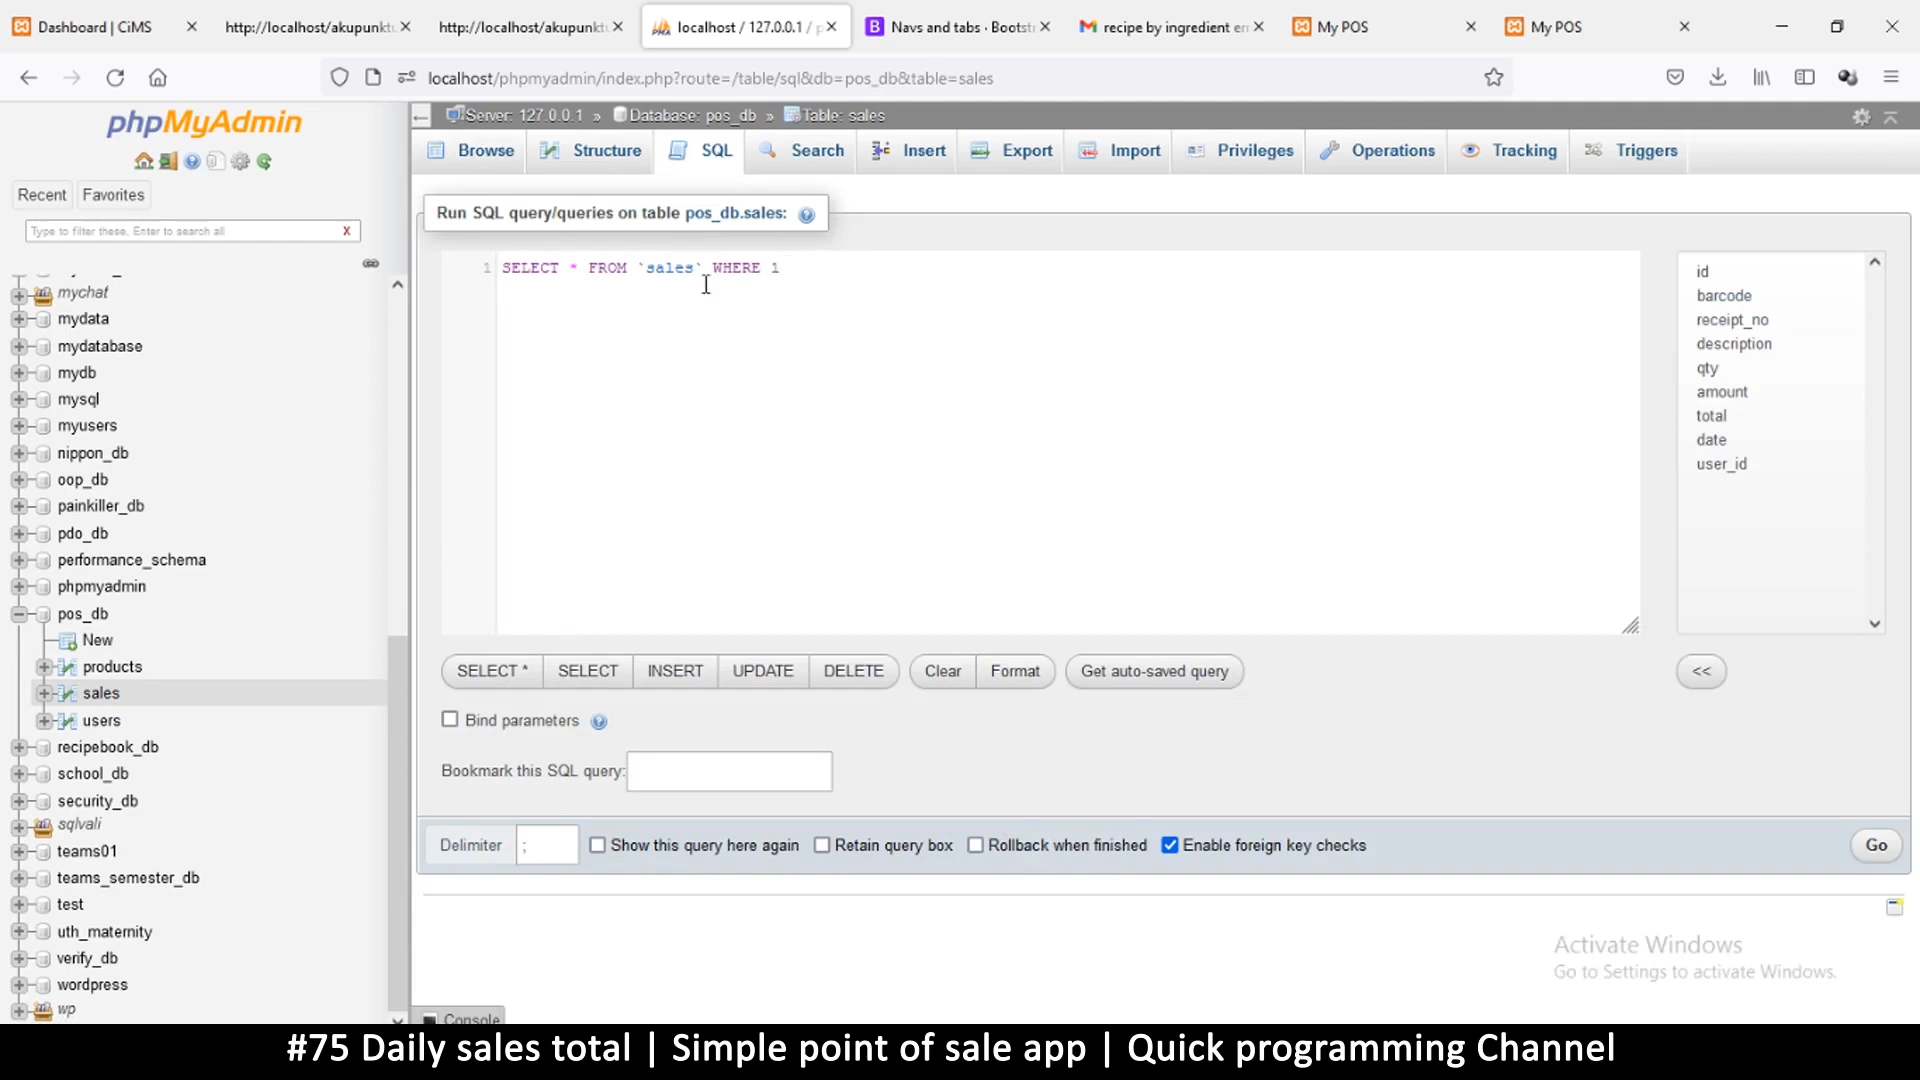 Dashboard | CiMS
http://localhost/akupunktu
http://localhost/akupunktu
localhost / 127.0.0.1 / p
Navs and tabs · Bootstr
recipe by ingredient err
My POS
My POS
localhost/phpmyadmin/index.php?route=/table/sql&db=pos_db&table=sales
phpMyAdmin
Recent
Favorites
Type to filter these, Enter to search all
X
mychat
mydata
mydatabase
mydb
mysql
myusers
nippon_db
oop_db
painkiller_db
pdo_db
performance_schema
phpmyadmin
pos_db
New
products
sales
users
recipebook_db
school_db
security_db
sqlvali
teams01
teams_semester_db
test
uth_maternity
verify_db
wordpress
wp
Server: 127.0.0.1 » Database: pos_db » Table: sales
Browse
Structure
SQL
Search
Insert
Export
Import
Privileges
Operations
Tracking
Triggers
Run SQL query/queries on table pos_db.sales:
1 SELECT * FROM `sales` WHERE 1
id
barcode
receipt_no
description
qty
amount
total
date
user_id
SELECT *
SELECT
INSERT
UPDATE
DELETE
Clear
Format
Get auto-saved query
<<
Bind parameters
Bookmark this SQL query:
Delimiter ;
Show this query here again
Retain query box
Rollback when finished
Enable foreign key checks
Go
Console
Activate Windows
Go to Settings to activate Windows.
#75 Daily sales total | Simple point of sale app | Quick programming Channel